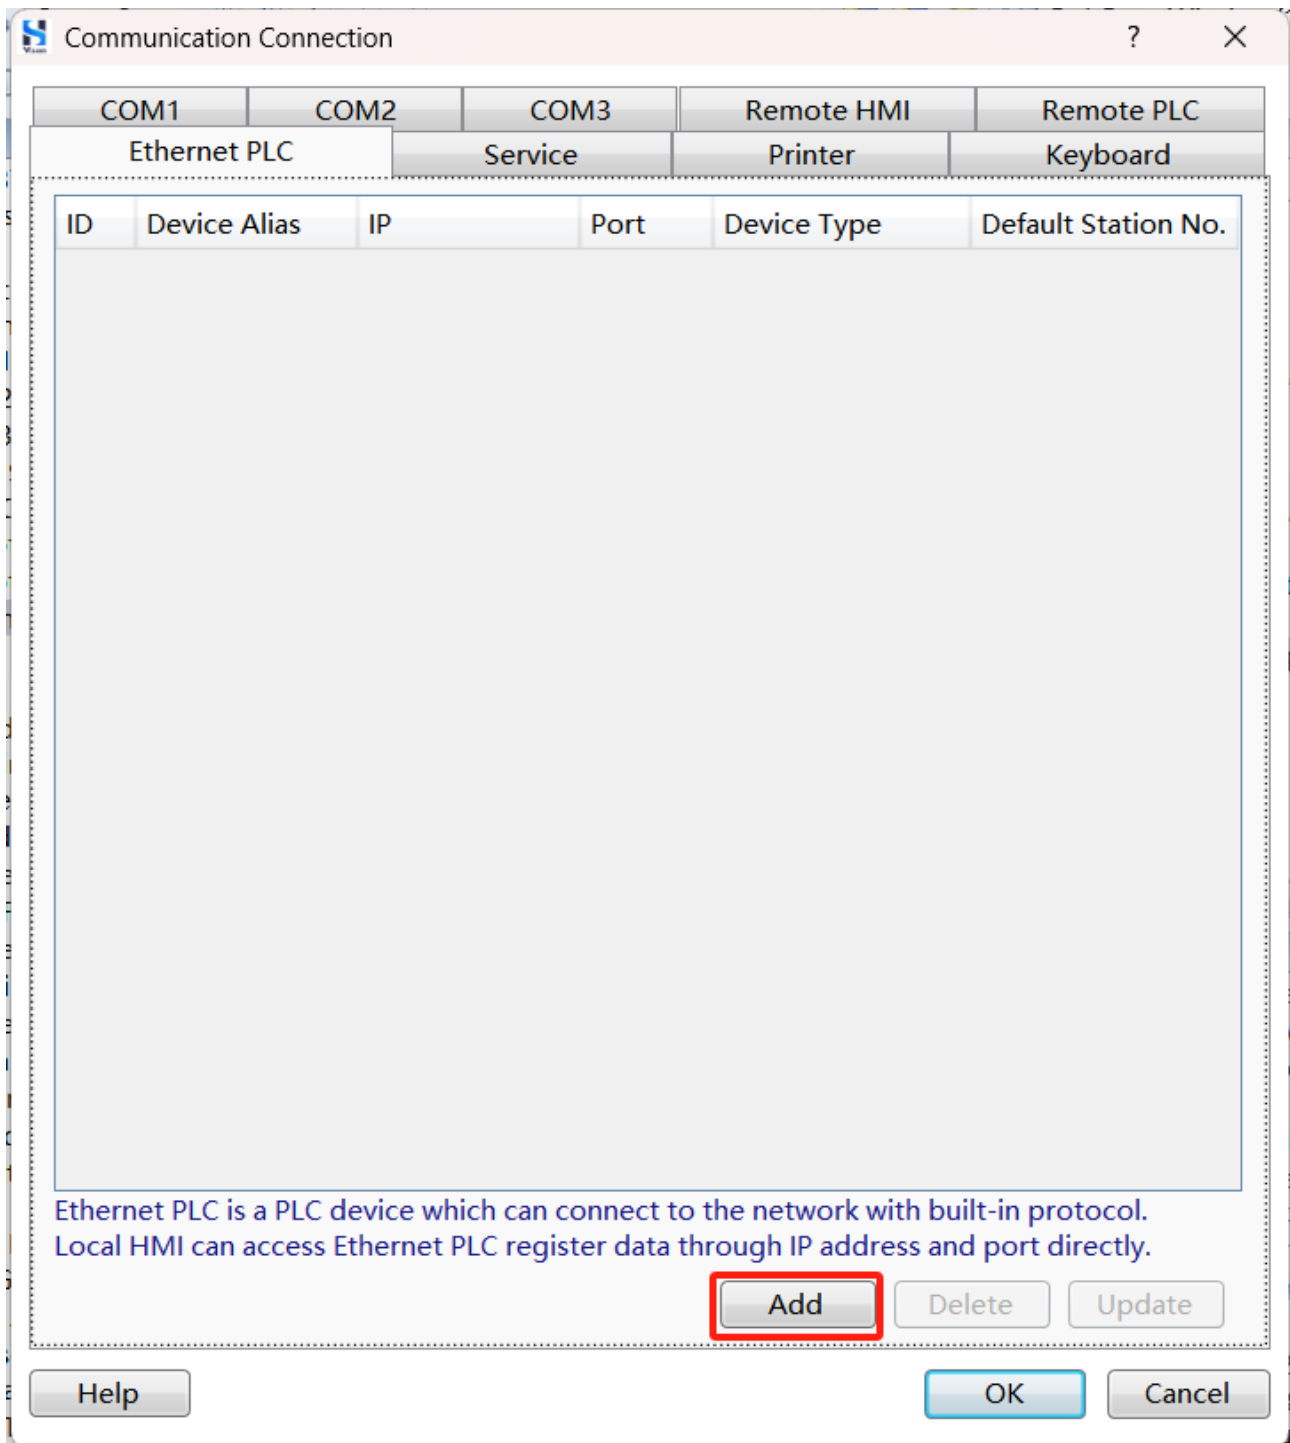 Communication Connection ?
COM1 COM2 COM3 Remote HMI Remote PLC
Ethernet PLC Service Printer Keyboard
ID Device Alias IP Port Device Type Default Station No.
Ethernet PLC is a PLC device which can connect to the network with built-in protocol.
Local HMI can access Ethernet PLC register data through IP address and port directly.
Add Delete Update
Help OK Cancel